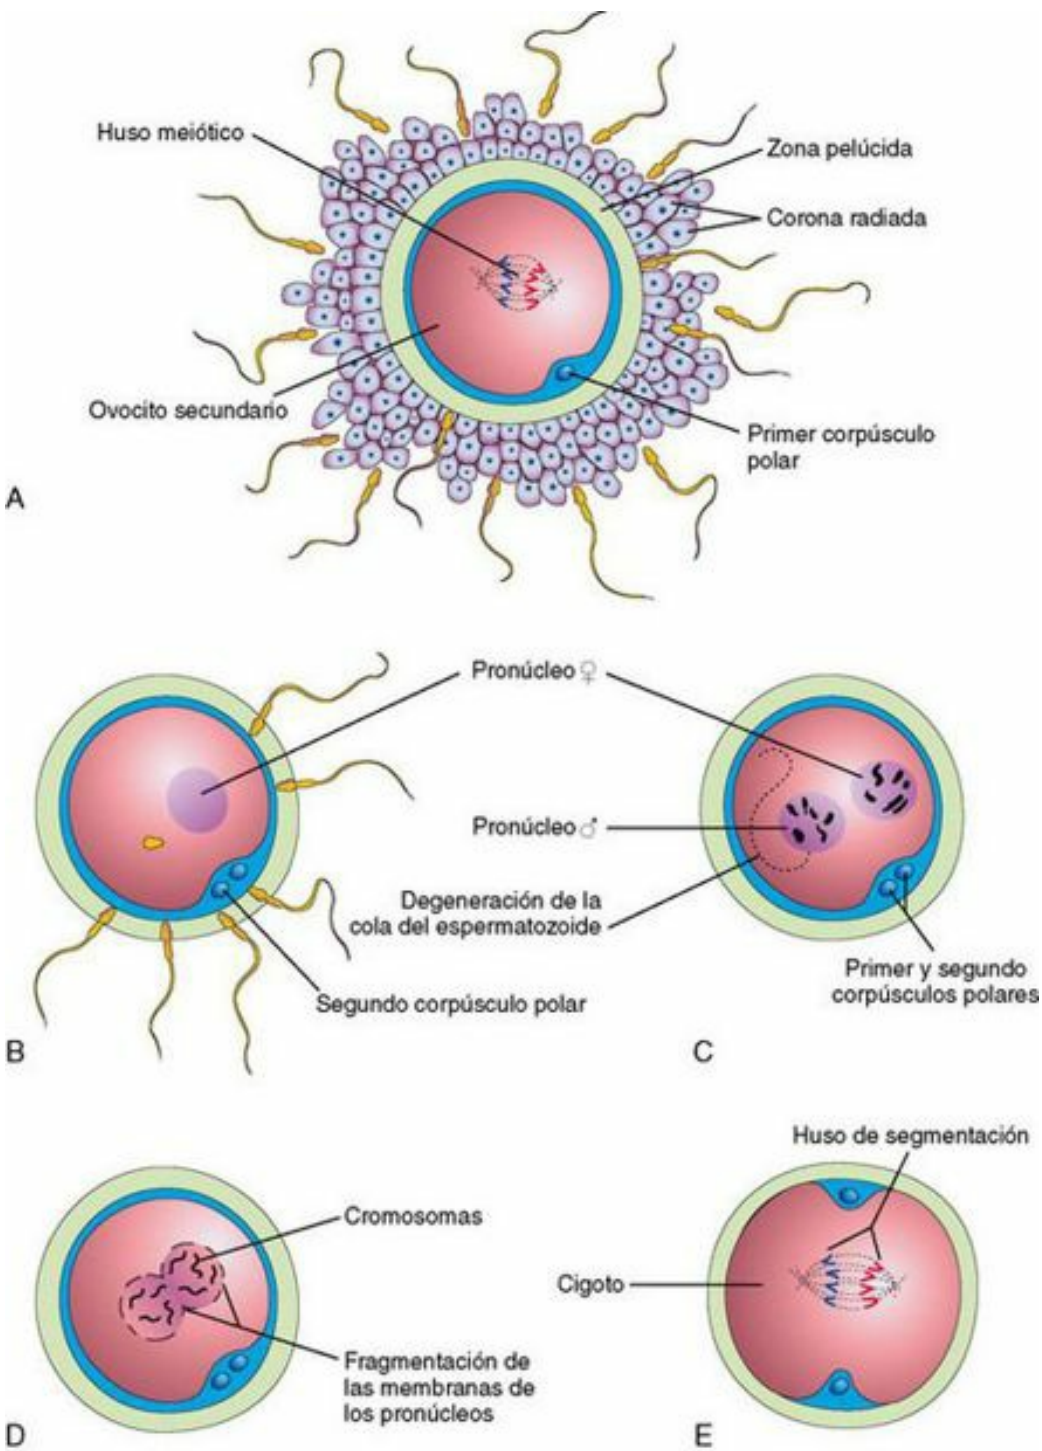 Huso meiótico
Zona pelúcida
Corona radiada
Ovocito secundario
Primer corpúsculo
polar
A
Pronúcleo ♀
Pronúcleo ♂
Degeneración de la
cola del espermatozoide
Primer y segundo
corpúsculos polares
Segundo corpúsculo polar
B
C
Huso de segmentación
Cromosomas
Cigoto
Fragmentación de
las membranas de
los pronúcleos
D
E